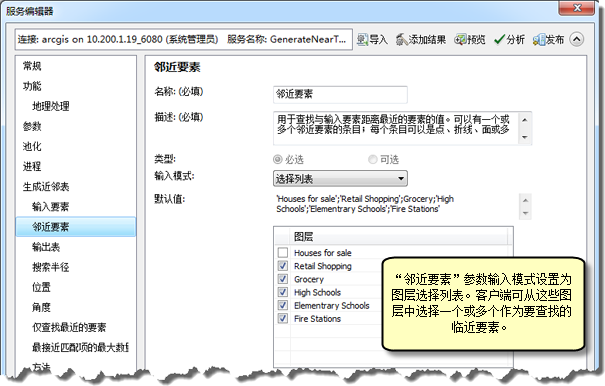 服务编辑器
连接: arcgis on 10.200.1.19_6080 (系统管理员) 服务名称: GenerateNearT... 导入 添加结果 预览 分析 发布
常规
功能
地理处理
参数
池化
进程
生成近邻表
输入要素
邻近要素
输出表
搜索半径
位置
角度
仅查找最近的要素
最接近匹配项的最大数量
方法
邻近要素
名称: (必填) 邻近要素
描述: (必填) 用于查找与输入要素距离最近的要素的值。可以有一个或
多个邻近要素的条目；每个条目可以是点、折线、面或多
类型: 必选 可选
输入模式: 选择列表
默认值: 'Houses for sale';'Retail Shopping';Grocery;'High
Schools';'Elementrary Schools';'Fire Stations'
图层
Houses for sale
Retail Shopping
Grocery
High Schools
Elementrary Schools
Fire Stations
“邻近要素”参数输入模式设置为
图层选择列表。客户端可从这些图
层中选择一个或多个作为要查找的
临近要素。